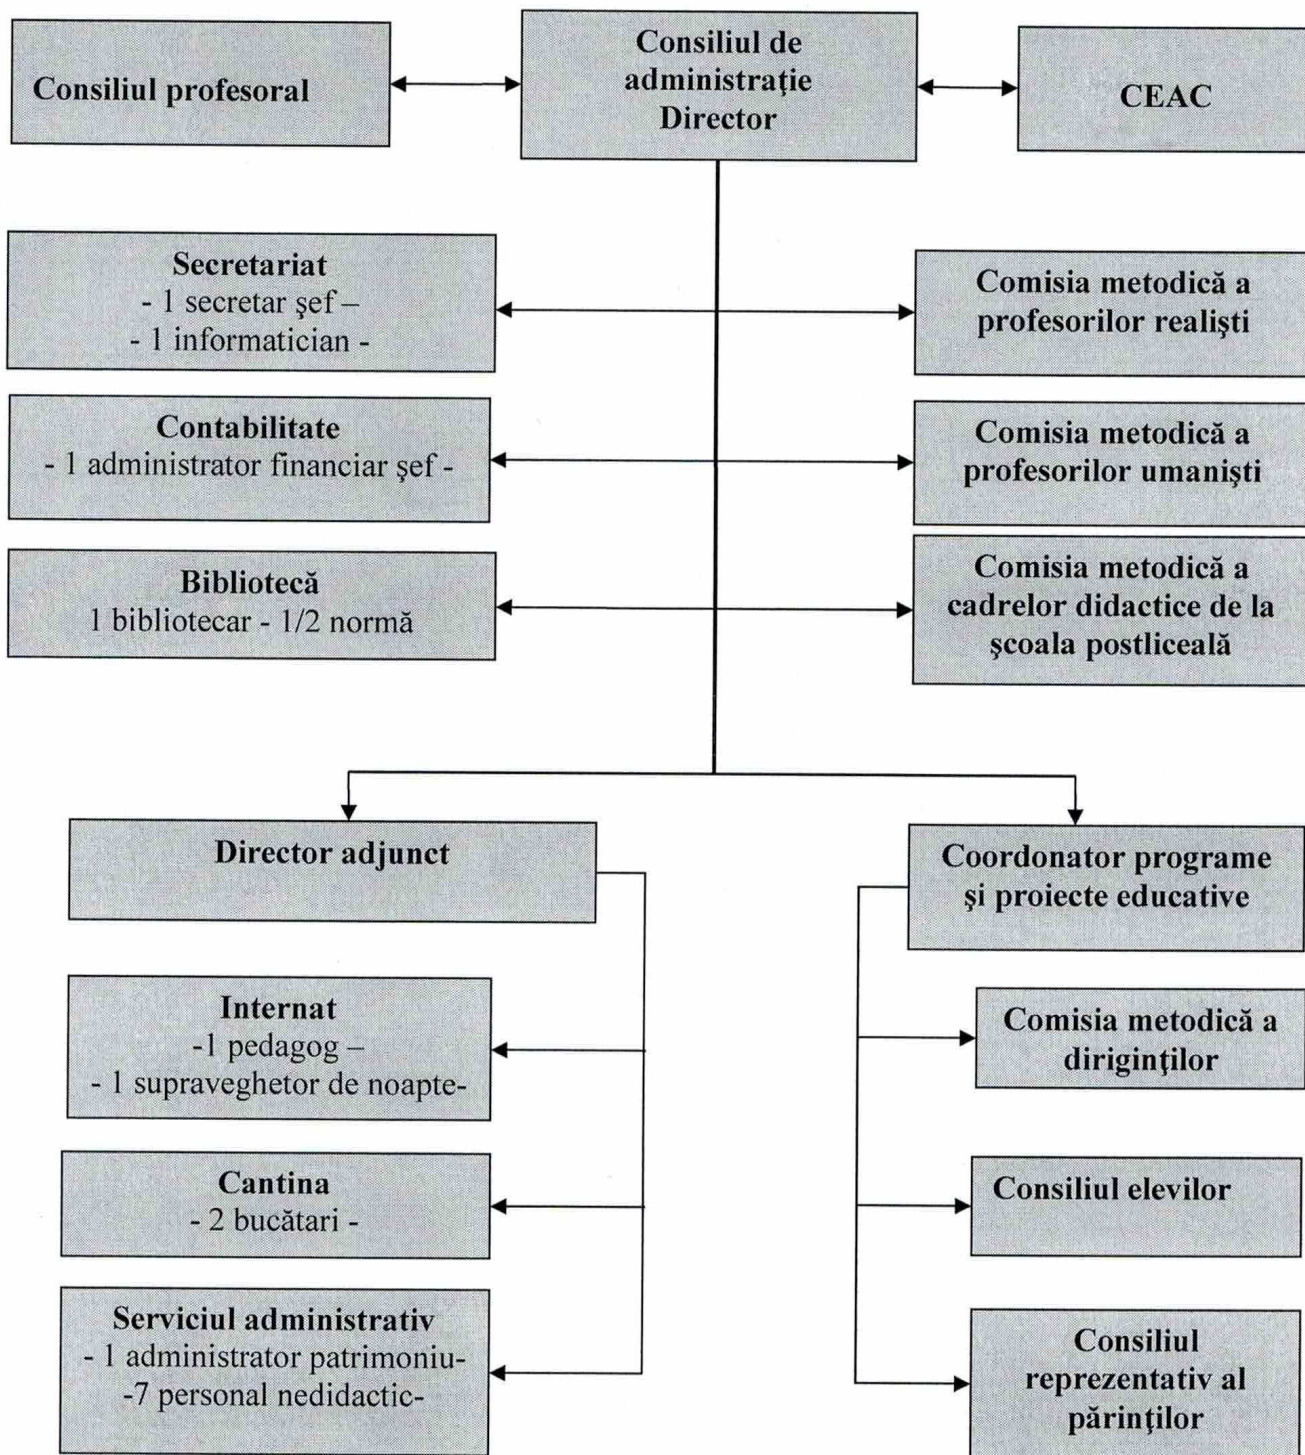 Consiliul profesoral
Consiliul de
administraţie
Director
CEAC
Secretariat
- 1 secretar şef –
- 1 informatician -
Comisia metodică a
profesorilor realişti
Contabilitate
- 1 administrator financiar şef -
Comisia metodică a
profesorilor umanişti
Bibliotecă
1 bibliotecar - 1/2 normă
Comisia metodică a
cadrelor didactice de la
şcoala postliceală
Director adjunct
Coordonator programe
şi proiecte educative
Internat
-1 pedagog –
- 1 supraveghetor de noapte-
Comisia metodică a
diriginţilor
Cantina
- 2 bucătari -
Consiliul elevilor
Serviciul administrativ
- 1 administrator patrimoniu-
-7 personal nedidactic-
Consiliul
reprezentativ al
părinţilor